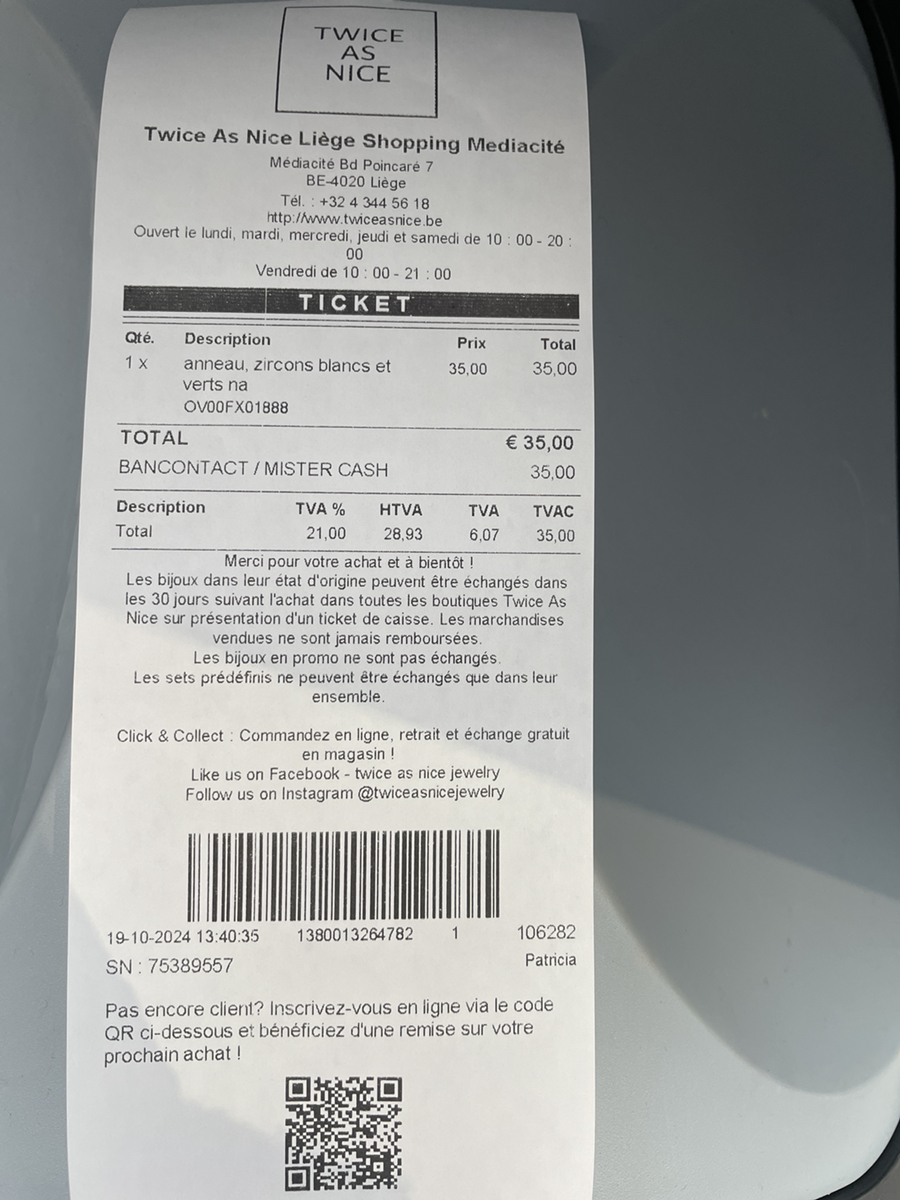 TWICE
AS
NICE
Twice As Nice Liège Shopping Mediacité
Médiacité Bd Poincaré 7
BE-4020 Liège
Tél. : +32 4 344 56 18
http://www.twiceasnice.be
Ouvert le lundi, mardi, mercredi, jeudi et samedi de 10 : 00 - 20 :
00
Vendredi de 10 : 00 - 21 : 00
TICKET
Qté. Description Prix Total
1 x anneau, zircons blancs et 35,00 35,00
verts na
OV00FX01888
TOTAL € 35,00
BANCONTACT / MISTER CASH 35,00
Description TVA % HTVA TVA TVAC
Total 21,00 28,93 6,07 35,00
Merci pour votre achat et à bientôt !
Les bijoux dans leur état d'origine peuvent être échangés dans
les 30 jours suivant l'achat dans toutes les boutiques Twice As
Nice sur présentation d'un ticket de caisse. Les marchandises
vendues ne sont jamais remboursées.
Les bijoux en promo ne sont pas échangés.
Les sets prédéfinis ne peuvent être échangés que dans leur
ensemble.
Click & Collect : Commandez en ligne, retrait et échange gratuit
en magasin !
Like us on Facebook - twice as nice jewelry
Follow us on Instagram @twiceasnicejewelry
19-10-2024 13:40:35 1380013264782 1 106282
SN : 75389557 Patricia
Pas encore client? Inscrivez-vous en ligne via le code
QR ci-dessous et bénéficiez d'une remise sur votre
prochain achat !